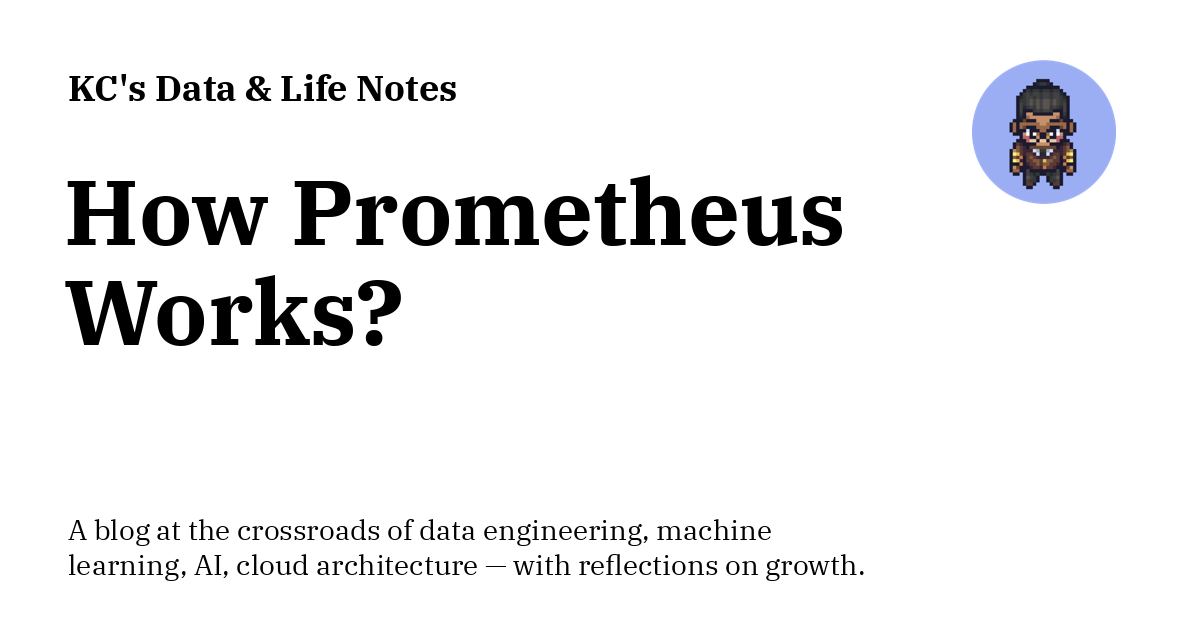 KC's Data & Life Notes
How Prometheus
Works?
A blog at the crossroads of data engineering, machine
learning, AI, cloud architecture — with reflections on growth.